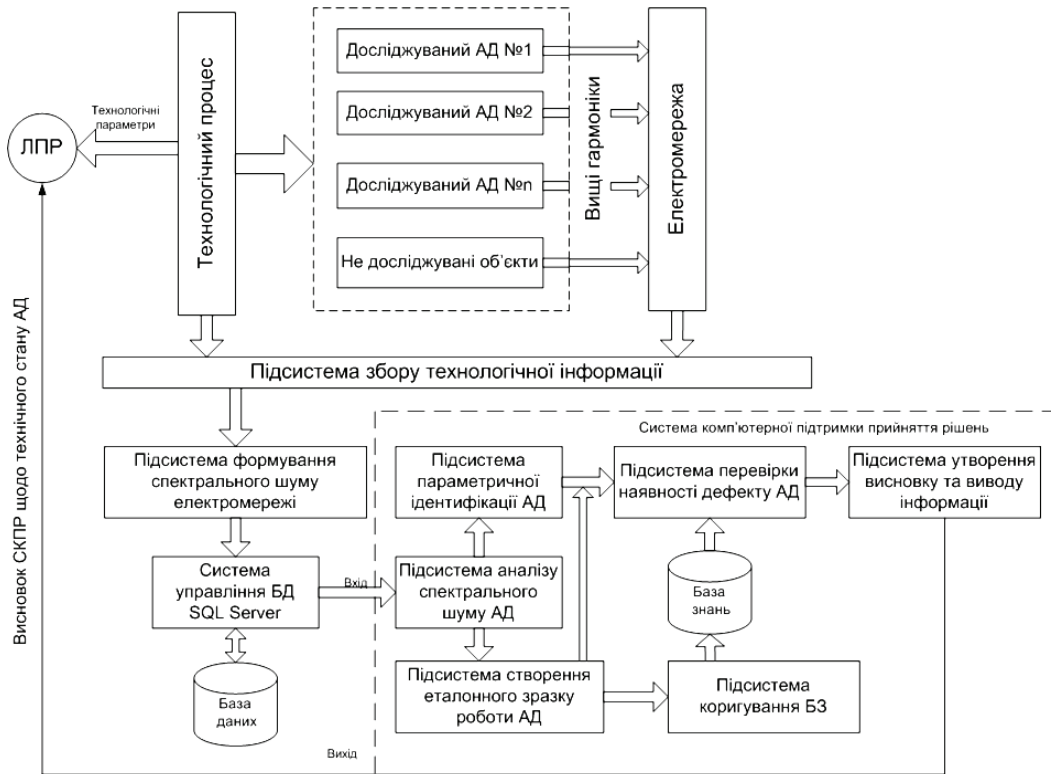 Технологічні
параметри
ЛПР
Технологічний процес
Досліджуваний АД №1
Досліджуваний АД №2
Досліджуваний АД №n
Не досліджувані об’єкти
Вищі гармоніки
Електромережа
Висновок СКПР щодо технічного стану АД
Підсистема збору технологічної інформації
Система комп’ютерної підтримки прийняття рішень
Підсистема формування
спектрального шуму
електромережі
Підсистема
параметричної
ідентифікації АД
Підсистема перевірки
наявності дефекту АД
Підсистема утворення
висновку та виводу
інформації
Система
управління БД
SQL Server
Вхід
Підсистема аналізу
спектрального
шуму АД
База
знань
База
даних
Підсистема створення
еталонного зразку
роботи АД
Підсистема
коригування БЗ
Вихід